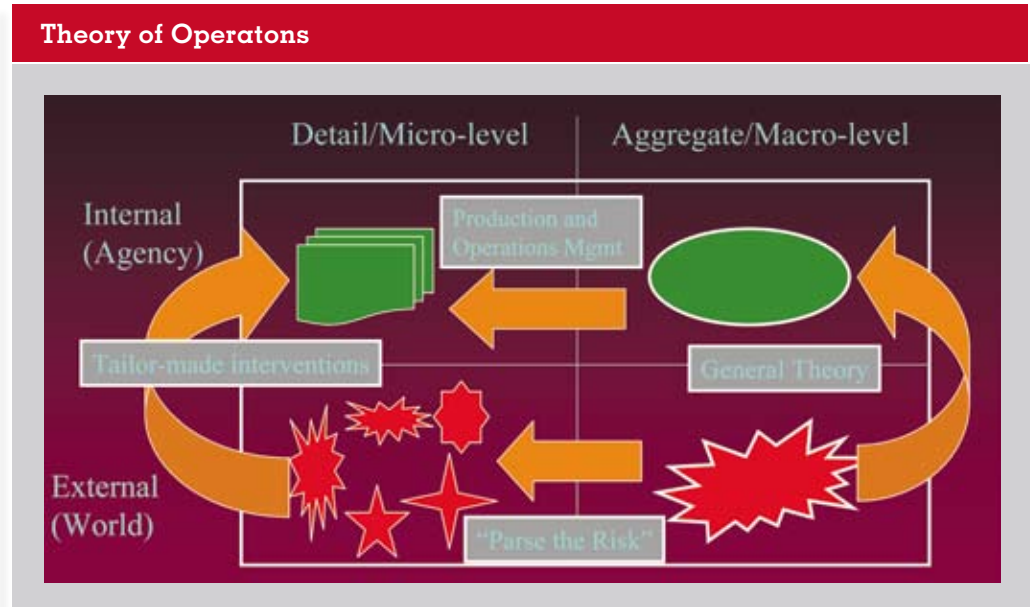 Theory of Operatons
Detail/Micro-level
Aggregate/Macro-level
Internal
(Agency)
Production and
Operations Mgmt
Tailor-made interventions
General Theory
External
(World)
“Parse the Risk”